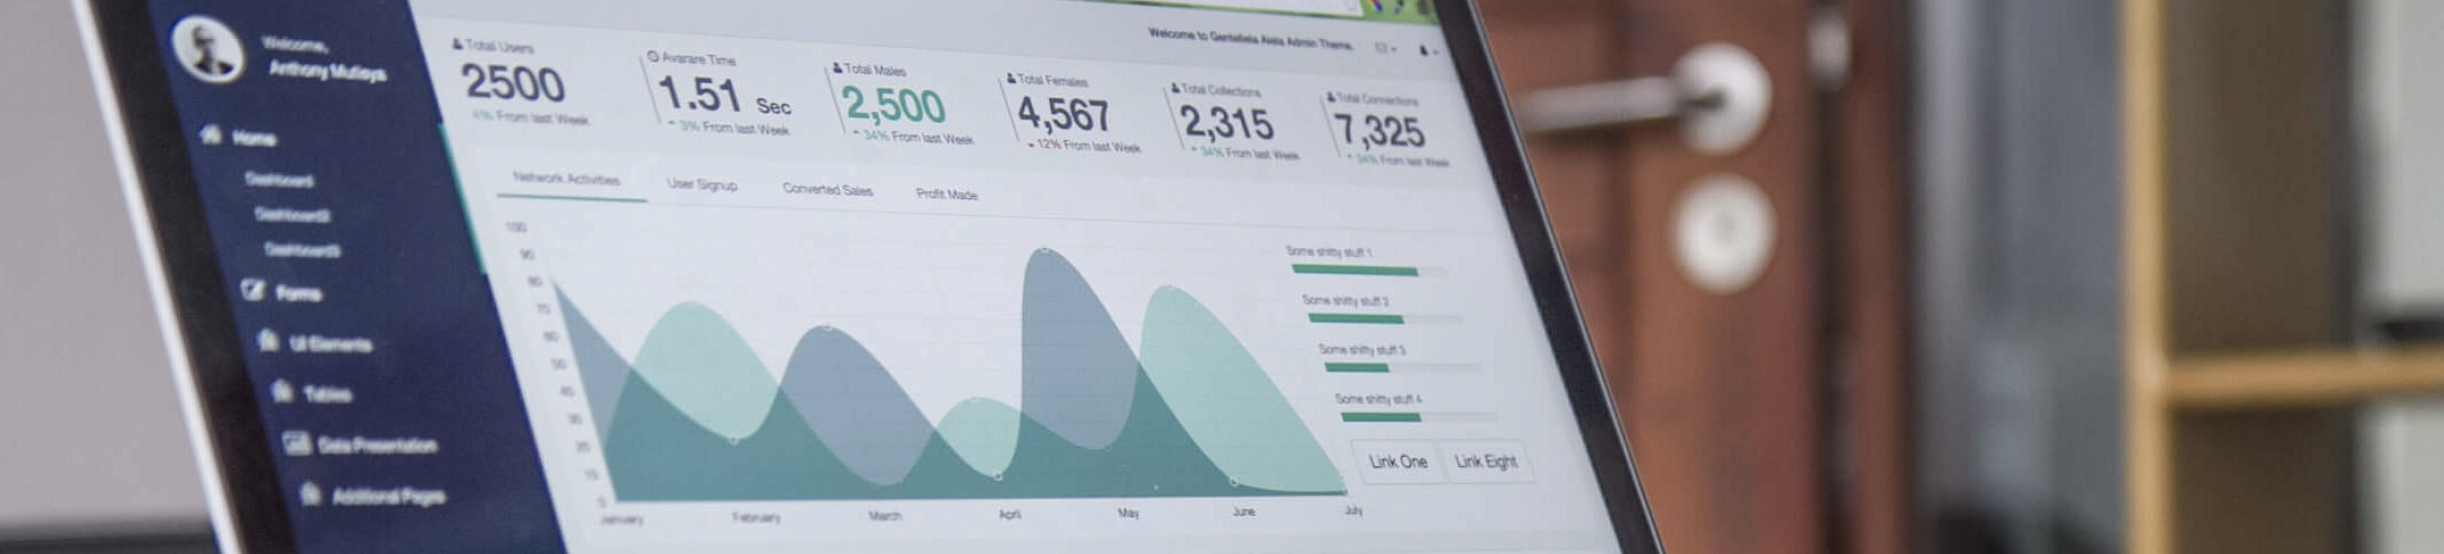 Welcome,
Anthony Mutisya
Home
Dashboard
Dashboard2
Dashboard3
Forms
UI Elements
Tables
Data Presentation
Additional Pages
Welcome to Gentellela Alela Admin Theme.
Total Users
2500
4% From last Week
Avarare Time
1.51 Sec
3% From last Week
Total Males
2,500
34% From last Week
Total Females
4,567
12% From last Week
Total Collections
2,315
34% From last Week
Total Connections
7,325
34% From last Week
Network Activities User Signup Converted Sales Profit Made
100
90
80
70
60
50
40
30
20
10
0
January February March April May June July
Some shitty stuff 1
Some shitty stuff 2
Some shitty stuff 3
Some shitty stuff 4
Link One Link Eight